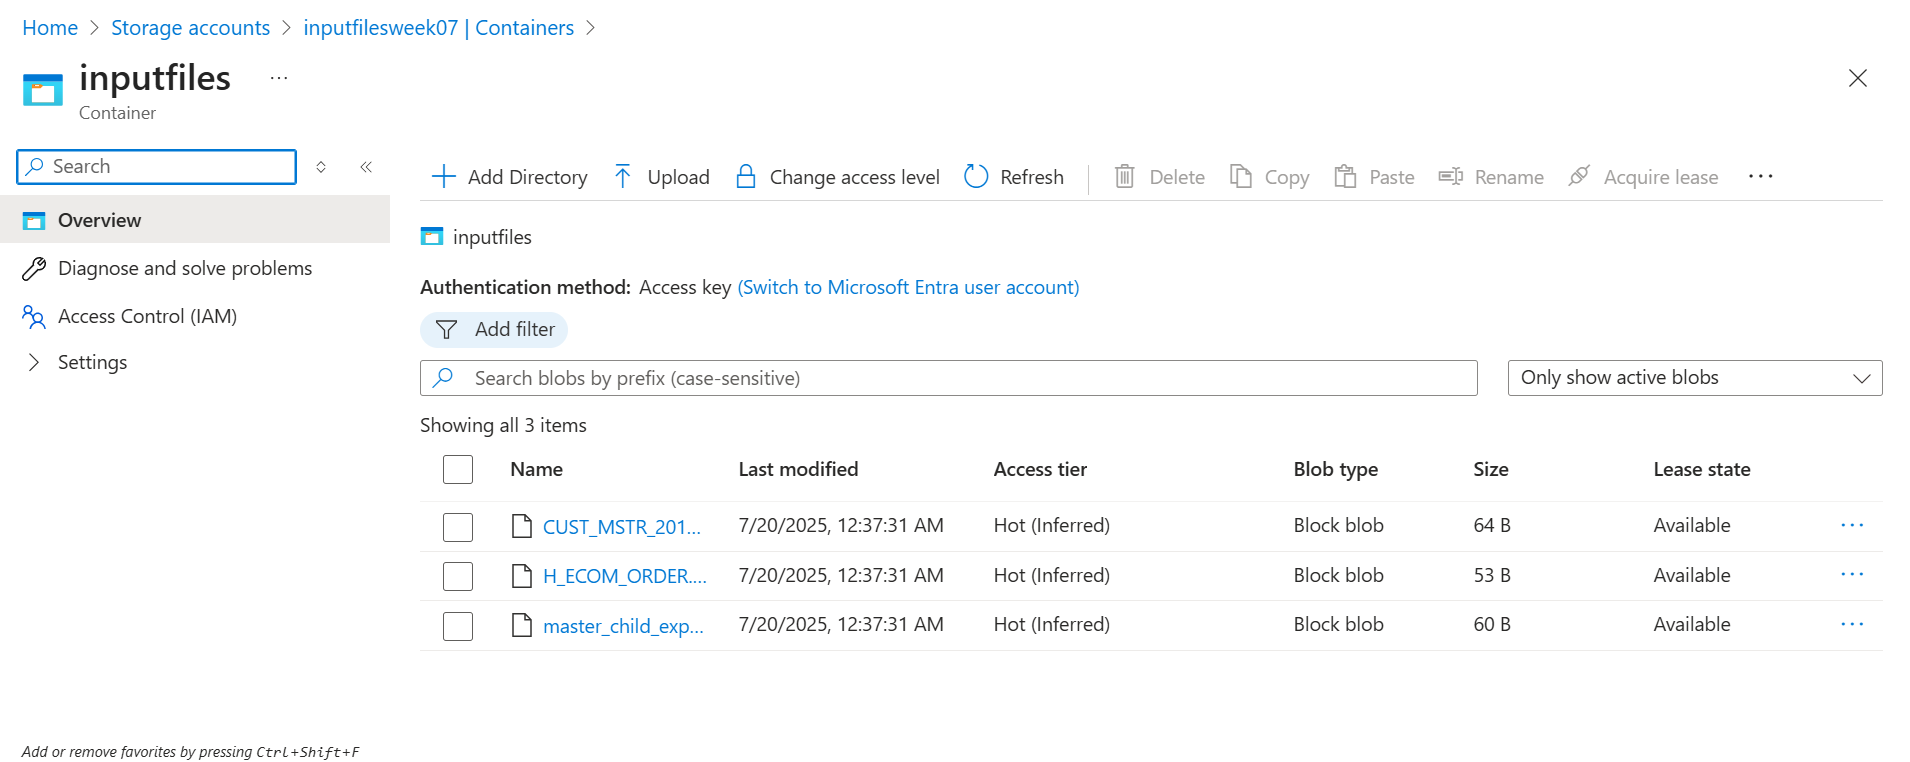 Home > Storage accounts > inputfilesweek07 | Containers >
inputfiles ...
Container
Search
Overview
Diagnose and solve problems
Access Control (IAM)
Settings
Add or remove favorites by pressing Ctrl+Shift+F
Add Directory Upload Change access level Refresh Delete Copy Paste Rename Acquire lease ...
inputfiles
Authentication method: Access key (Switch to Microsoft Entra user account)
Add filter
Search blobs by prefix (case-sensitive) Only show active blobs
Showing all 3 items
Name Last modified Access tier Blob type Size Lease state
CUST_MSTR_201... 7/20/2025, 12:37:31 AM Hot (Inferred) Block blob 64 B Available ...
H_ECOM_ORDER.... 7/20/2025, 12:37:31 AM Hot (Inferred) Block blob 53 B Available ...
master_child_exp... 7/20/2025, 12:37:31 AM Hot (Inferred) Block blob 60 B Available ...